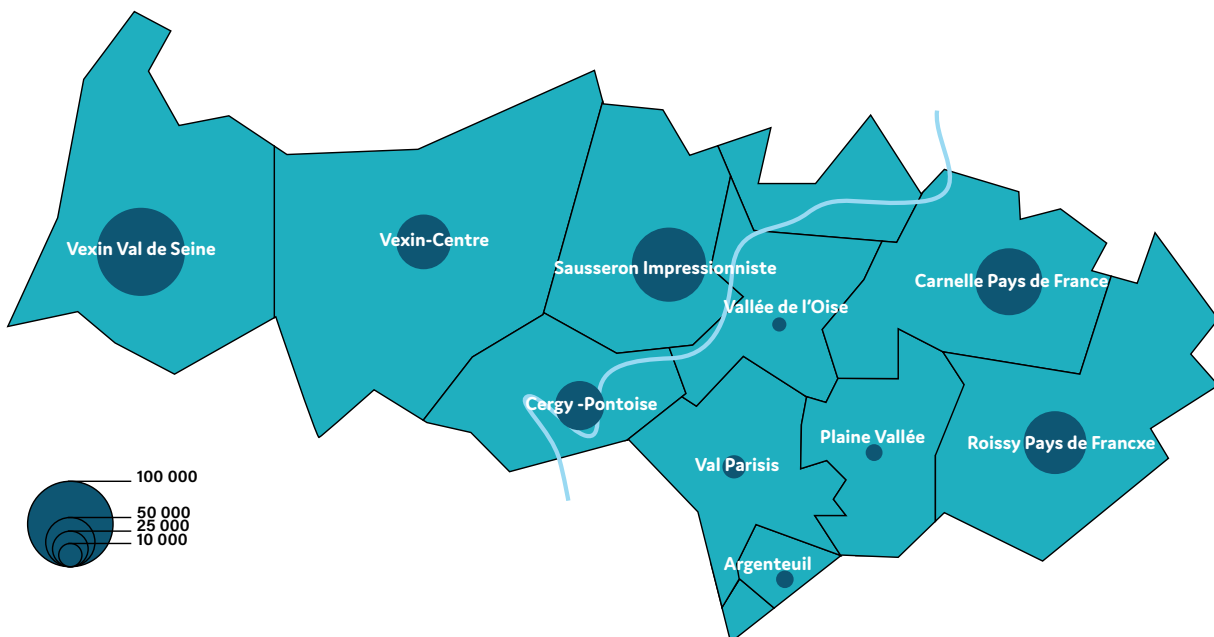 Vexin Val de Seine
Vexin-Centre
Sausseron Impressionniste
Vallée de l'Oise
Carnelle Pays de France
Cergy -Pontoise
Val Parisis
Plaine Vallée
Roissy Pays de Francxe
Argenteuil
100 000
50 000
25 000
10 000